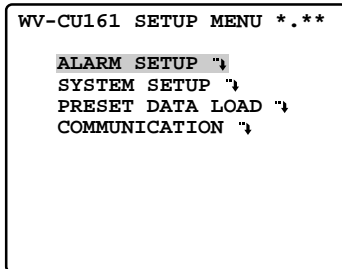 WV-CU161 SETUP MENU *.**
ALARM SETUP
SYSTEM SETUP
PRESET DATA LOAD
COMMUNICATION